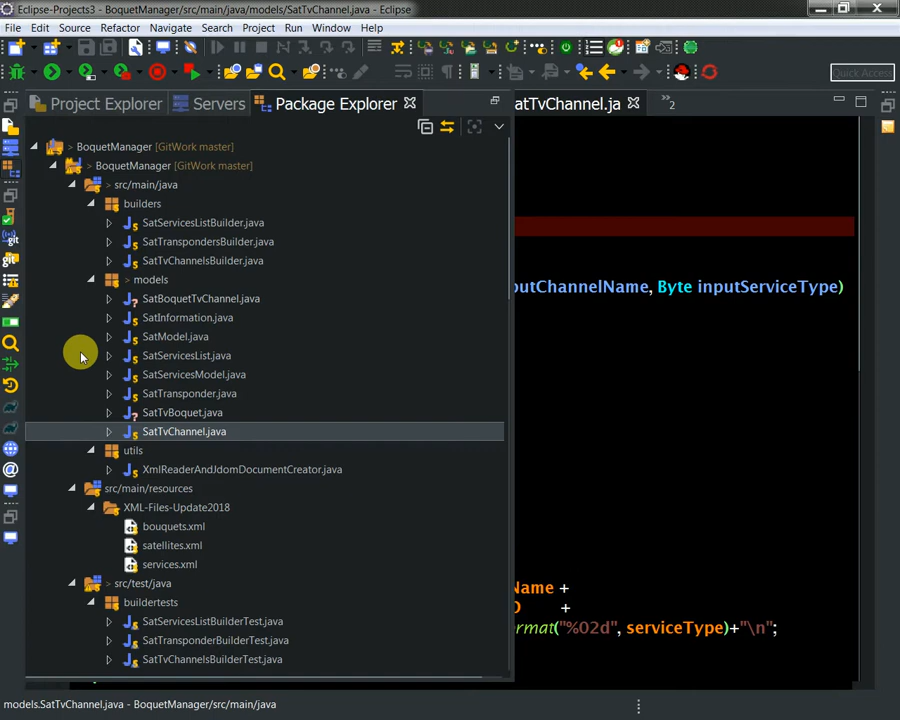 Eclipse-Projects3 - BoquetManager/src/main/java/models/SatTvChannel.java - Eclipse
File Edit Source Refactor Navigate Search Project Run Window Help
Quick Access
Project Explorer Servers Package Explorer atTvChannel.ja 2
> BoquetManager [GitWork master]
> BoquetManager [GitWork master]
> src/main/java
builders
SatServicesListBuilder.java
SatTranspondersBuilder.java
SatTvChannelsBuilder.java
> models
SatBoquetTvChannel.java
putChannelName, Byte inputServiceType)
SatInformation.java
SatModel.java
SatServicesList.java
SatServicesModel.java
SatTransponder.java
SatTvBoquet.java
SatTvChannel.java
utils
XmlReaderAndJdomDocumentCreator.java
src/main/resources
XML-Files-Update2018
bouquets.xml
satellites.xml
services.xml
> src/test/java
Name +
buildertests
+
SatServicesListBuilderTest.java
rmat("%02d", serviceType)+"\n";
SatTransponderBuilderTest.java
SatTvChannelsBuilderTest.java
models.SatTvChannel.java - BoquetManager/src/main/java